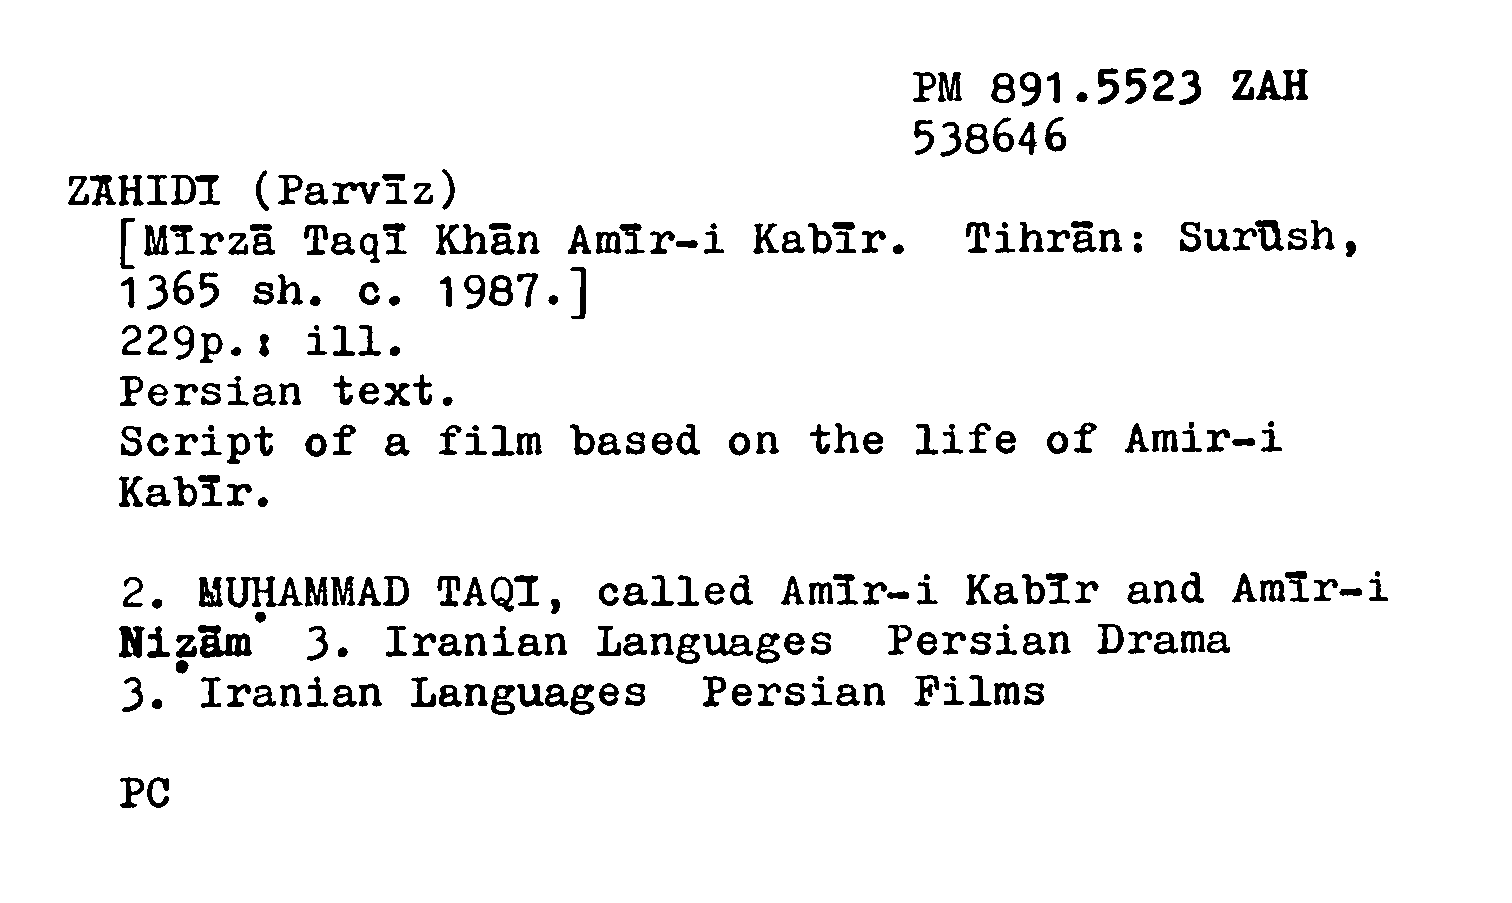 PM 891.5523 ZAH
538646
ZĀHIDĪ (Parvīz)
[Mīrzā Taqī Khān Amīr-i Kabīr. Tihrān: Surūsh,
1365 sh. c. 1987.]
229p.: ill.
Persian text.
Script of a film based on the life of Amir-i
Kabīr.
2. MUḤAMMAD TAQĪ, called Amīr-i Kabīr and Amīr-i
Niẓām 3. Iranian Languages Persian Drama
3. Iranian Languages Persian Films
PC